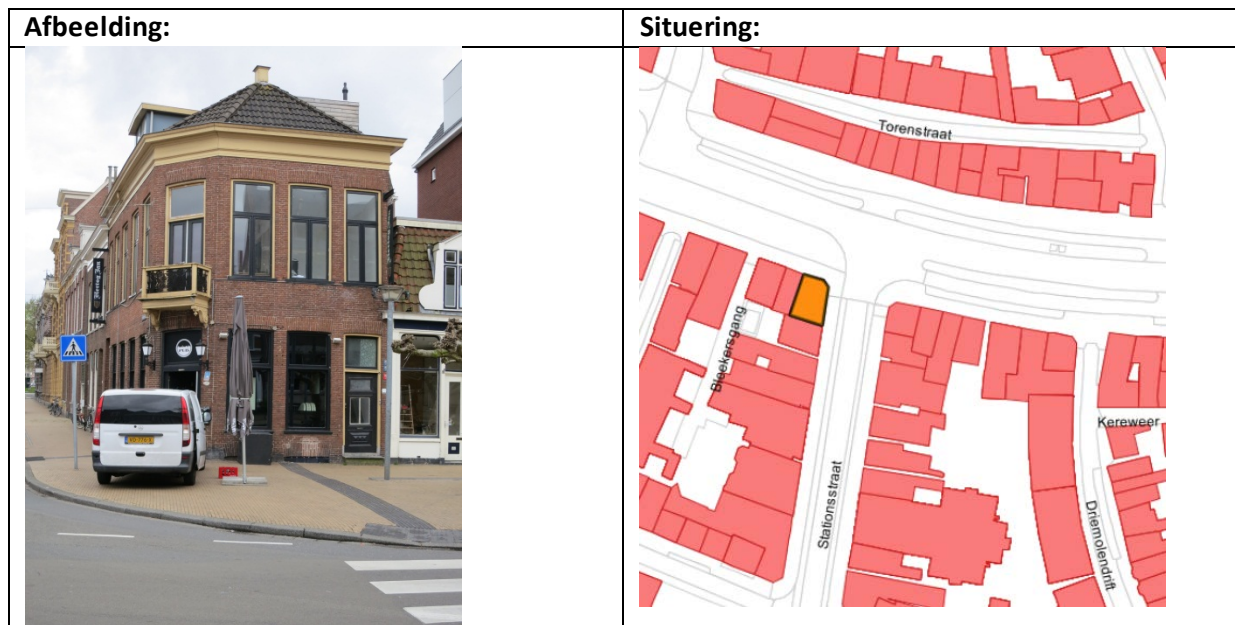 Afbeelding:
Situering:
Torenstraat
Bleekersgang
Kereweer
Stationsstraat
Driemolendrift